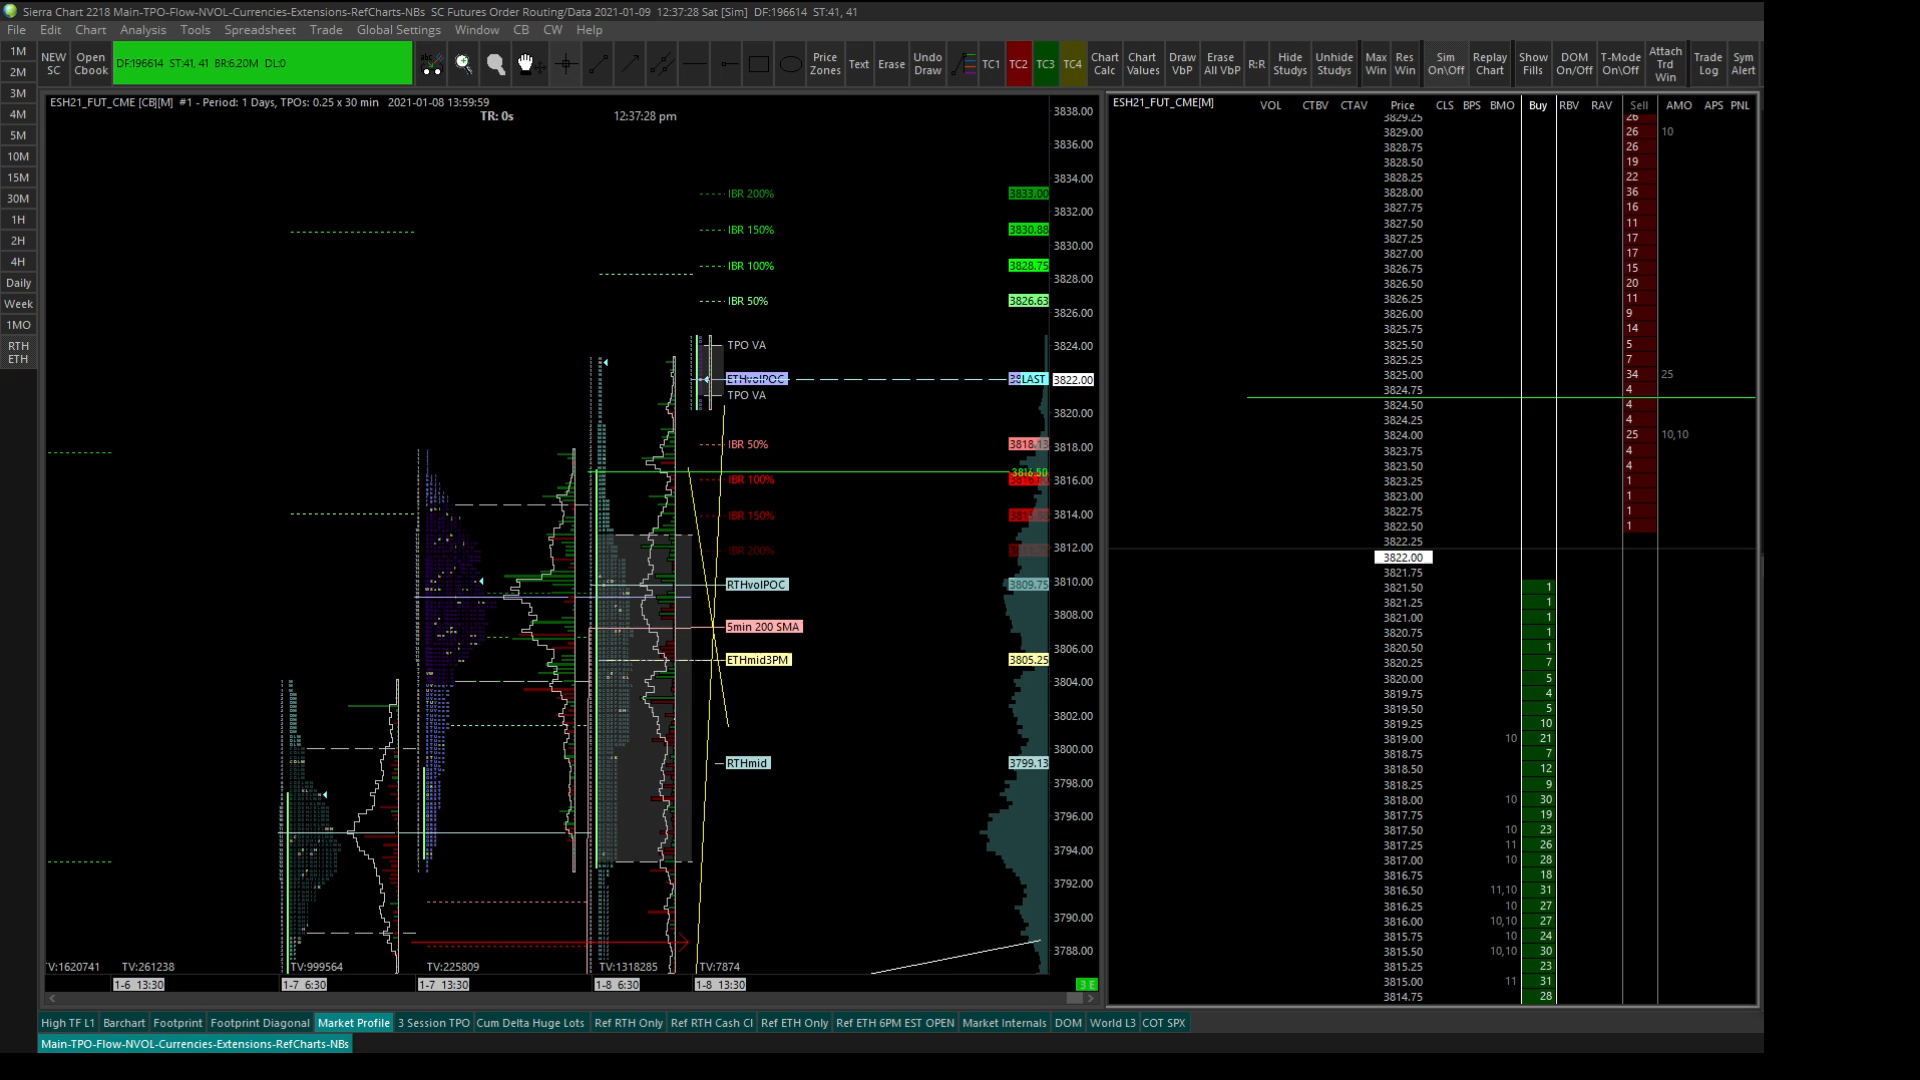 Sierra Chart 2218 Main-TPO-Flow-NVOL-Currencies-Extensions-RefCharts-NBs  SC Futures Order Routing/Data 2021-01-09  12:37:28 Sat [Sim]  DF:196614  ST:41, 41
File Edit Chart Analysis Tools Spreadsheet Trade Global Settings Window CB CW Help
1M
2M
3M
4M
5M
10M
15M
30M
1H
2H
4H
Daily
Week
1MO
RTH
ETH
NEW SC
Open Cbook
DF:196614  ST:41, 41  BR:6.20M  DL:0
Price Zones
Text
Erase
Undo Draw
TC1
TC2
TC3
TC4
Chart Calc
Chart Values
Draw VbP
Erase All VbP
R:R
Hide Studys
Unhide Studys
Max Win
Res Win
Sim On\Off
Replay Chart
Show Fills
DOM On/Off
T-Mode On\Off
Attach Trd Win
Trade Log
Sym Alert
ESH21_FUT_CME [CB][M]  #1 - Period: 1 Days, TPOs: 0.25 x 30 min   2021-01-08 13:59:59
TR: 0s
12:37:28 pm
IBR 200% 3833.00
IBR 150% 3830.88
IBR 100% 3828.75
IBR 50% 3826.63
TPO VA
ETHvolPOC LAST 3822.00
TPO VA
IBR 50% 3818.13
3816.50
IBR 100%
IBR 150%
IBR 200%
RTHvolPOC 3809.75
5min 200 SMA
ETHmid3PM 3805.25
RTHmid 3799.13
3838.00
3836.00
3834.00
3832.00
3830.00
3828.00
3826.00
3824.00
3820.00
3818.00
3816.00
3814.00
3812.00
3810.00
3808.00
3806.00
3804.00
3802.00
3800.00
3798.00
3796.00
3794.00
3792.00
3790.00
3788.00
TV:1620741 TV:261238 TV:999564 TV:225809 TV:1318285 TV:7874
1-6 13:30 1-7 6:30 1-7 13:30 1-8 6:30 1-8 13:30 3 E
ESH21_FUT_CME[M] VOL CTBV CTAV Price CLS BPS BMO Buy RBV RAV Sell AMO APS PNL
3829.25 26
3829.00 26 10
3828.75 26
3828.50 19
3828.25 22
3828.00 36
3827.75 16
3827.50 11
3827.25 17
3827.00 17
3826.75 15
3826.50 20
3826.25 11
3826.00 9
3825.75 14
3825.50 5
3825.25 7
3825.00 34 25
3824.75 4
3824.50 4
3824.25 4
3824.00 25 10,10
3823.75 4
3823.50 4
3823.25 1
3823.00 1
3822.75 1
3822.50 1
3822.25
3822.00
3821.75
3821.50 1
3821.25 1
3821.00 1
3820.75 1
3820.50 1
3820.25 7
3820.00 5
3819.75 4
3819.50 5
3819.25 10
3819.00 10 21
3818.75 7
3818.50 12
3818.25 9
3818.00 10 30
3817.75 19
3817.50 10 23
3817.25 11 26
3817.00 10 28
3816.75 18
3816.50 11,10 31
3816.25 10 27
3816.00 10,10 27
3815.75 10 24
3815.50 10,10 30
3815.25 23
3815.00 11 31
3814.75 28
High TF L1 Barchart Footprint Footprint Diagonal Market Profile 3 Session TPO Cum Delta Huge Lots Ref RTH Only Ref RTH Cash Cl Ref ETH Only Ref ETH 6PM EST OPEN Market Internals DOM World L3 COT SPX
Main-TPO-Flow-NVOL-Currencies-Extensions-RefCharts-NBs